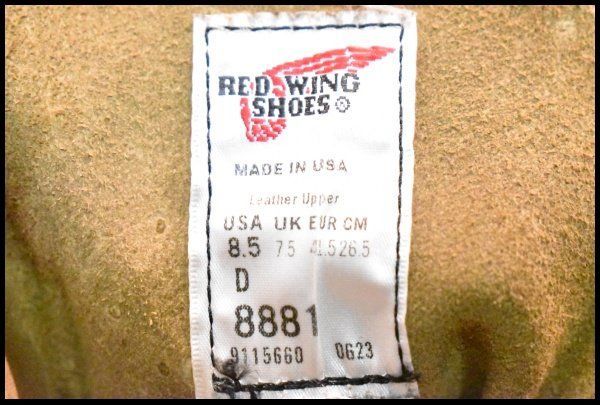 RED WING
SHOES ®
MADE IN USA
Leather Upper
USA UK EUR CM
8.5 7.5 41.5 26.5
D
8881
9115660 0623